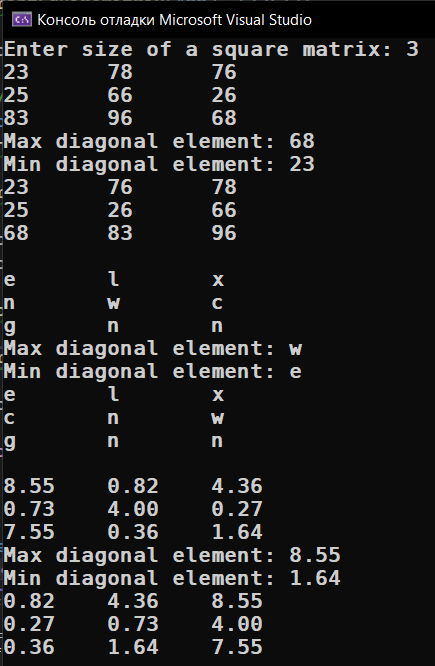 Консоль отладки Microsoft Visual Studio
Enter size of a square matrix: 3
23 78 76
25 66 26
83 96 68
Max diagonal element: 68
Min diagonal element: 23
23 76 78
25 26 66
68 83 96
e l x
n w c
g n n
Max diagonal element: w
Min diagonal element: e
e l x
c n w
g n n
8.55 0.82 4.36
0.73 4.00 0.27
7.55 0.36 1.64
Max diagonal element: 8.55
Min diagonal element: 1.64
0.82 4.36 8.55
0.27 0.73 4.00
0.36 1.64 7.55